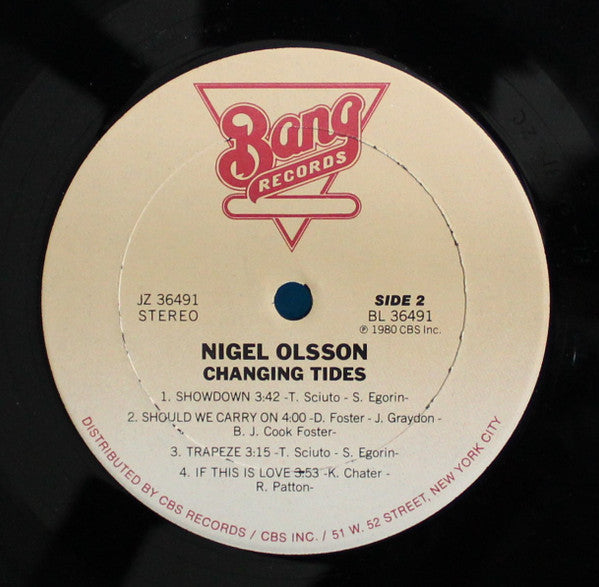 Bang
RECORDS
JZ 36491
STEREO
SIDE 2
BL 36491
℗ 1980 CBS Inc.
NIGEL OLSSON
CHANGING TIDES
1. SHOWDOWN 3:42 -T. Sciuto - S. Egorin-
2. SHOULD WE CARRY ON 4:00 -D. Foster - J. Graydon -
B. J. Cook Foster-
3. TRAPEZE 3:15 -T. Sciuto - S. Egorin-
4. IF THIS IS LOVE 3:53 -K. Chater -
R. Patton-
DISTRIBUTED BY CBS RECORDS / CBS INC. / 51 W. 52 STREET, NEW YORK CITY